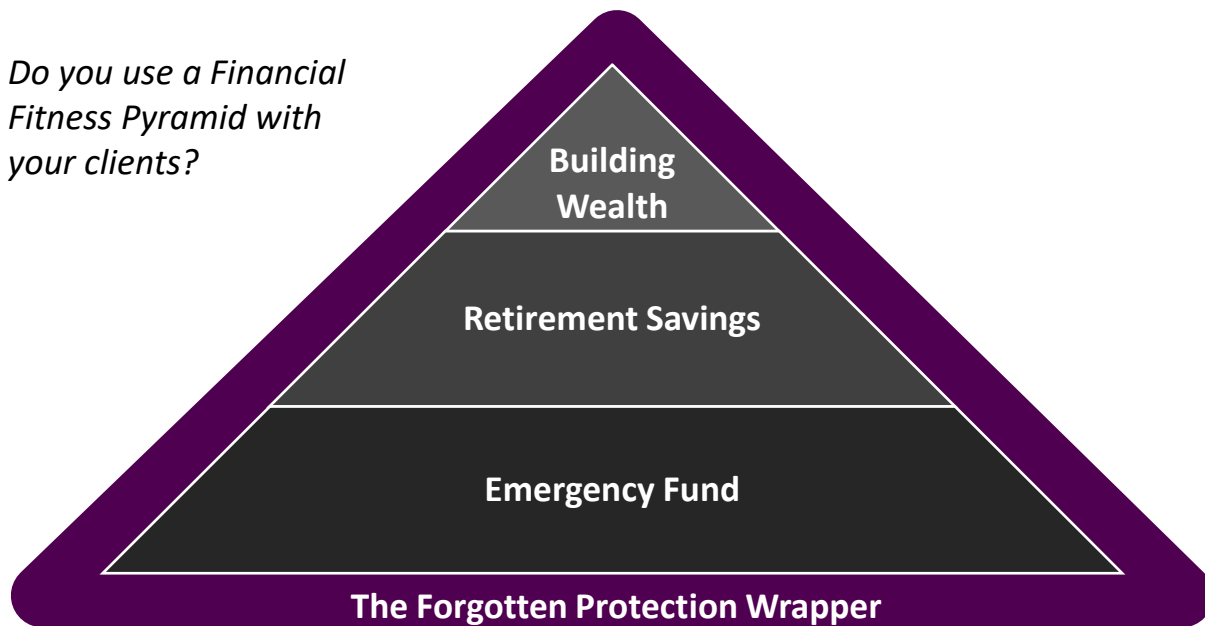 Do you use a Financial
Fitness Pyramid with
your clients?
Building
Wealth
Retirement Savings
Emergency Fund
The Forgotten Protection Wrapper